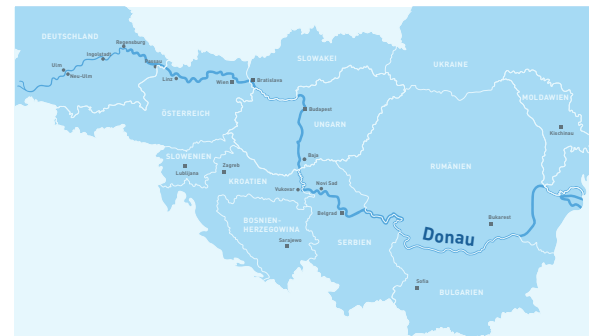 DEUTSCHLAND
Regensburg
Ingolstadt
Passau
Ulm
Neu-Ulm
Linz
Wien
Bratislava
SLOWAKEI
UKRAINE
MOLDAWIEN
Kischinau
ÖSTERREICH
Budapest
UNGARN
SLOWENIEN
Lubljana
Zagreb
KROATIEN
Baja
RUMÄNIEN
Vukovar
Novi Sad
Belgrad
BOSNIEN-
HERZEGOWINA
Sarajewo
SERBIEN
Donau
Bukarest
Sofia
BULGARIEN